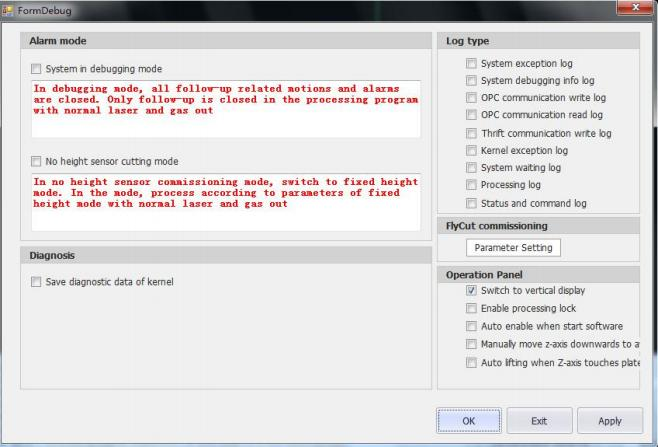 FormDebug
Alarm mode
System in debugging mode
In debugging mode, all follow-up related motions and alarms
are closed. Only follow-up is closed in the processing program
with normal laser and gas out
No height sensor cutting mode
In no height sensor commissioning mode, switch to fixed height
mode. In the mode, process according to parameters of fixed
height mode with normal laser and gas out
Diagnosis
Save diagnostic data of kernel
Log type
System exception log
System debugging info log
OPC communication write log
OPC communication read log
Thrift communication write log
Kernel exception log
System waiting log
Processing log
Status and command log
FlyCut commissioning
Parameter Setting
Operation Panel
Switch to vertical display
Enable processing lock
Auto enable when start software
Manually move z-axis downwards to
Auto lifting when Z-axis touches plate
OK
Exit
Apply